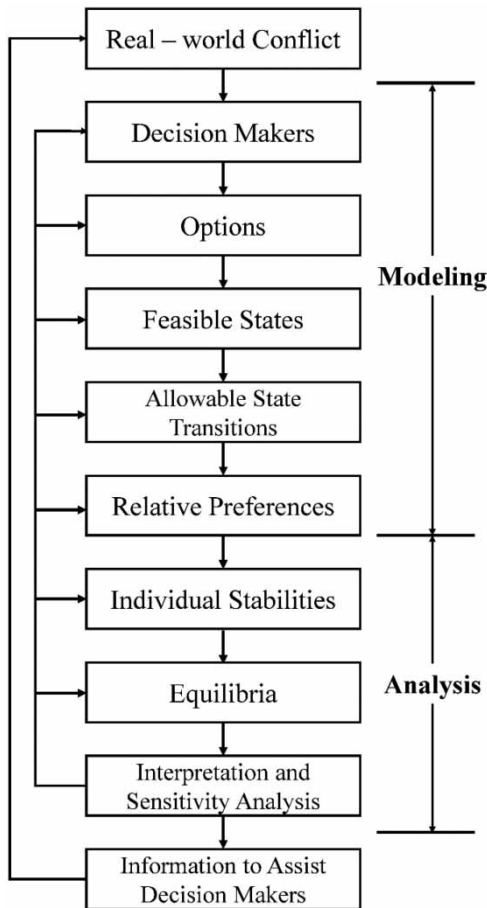 Real – world Conflict
Decision Makers
Options
Feasible States
Allowable State
Transitions
Relative Preferences
Individual Stabilities
Equilibria
Interpretation and
Sensitivity Analysis
Information to Assist
Decision Makers
Modeling
Analysis